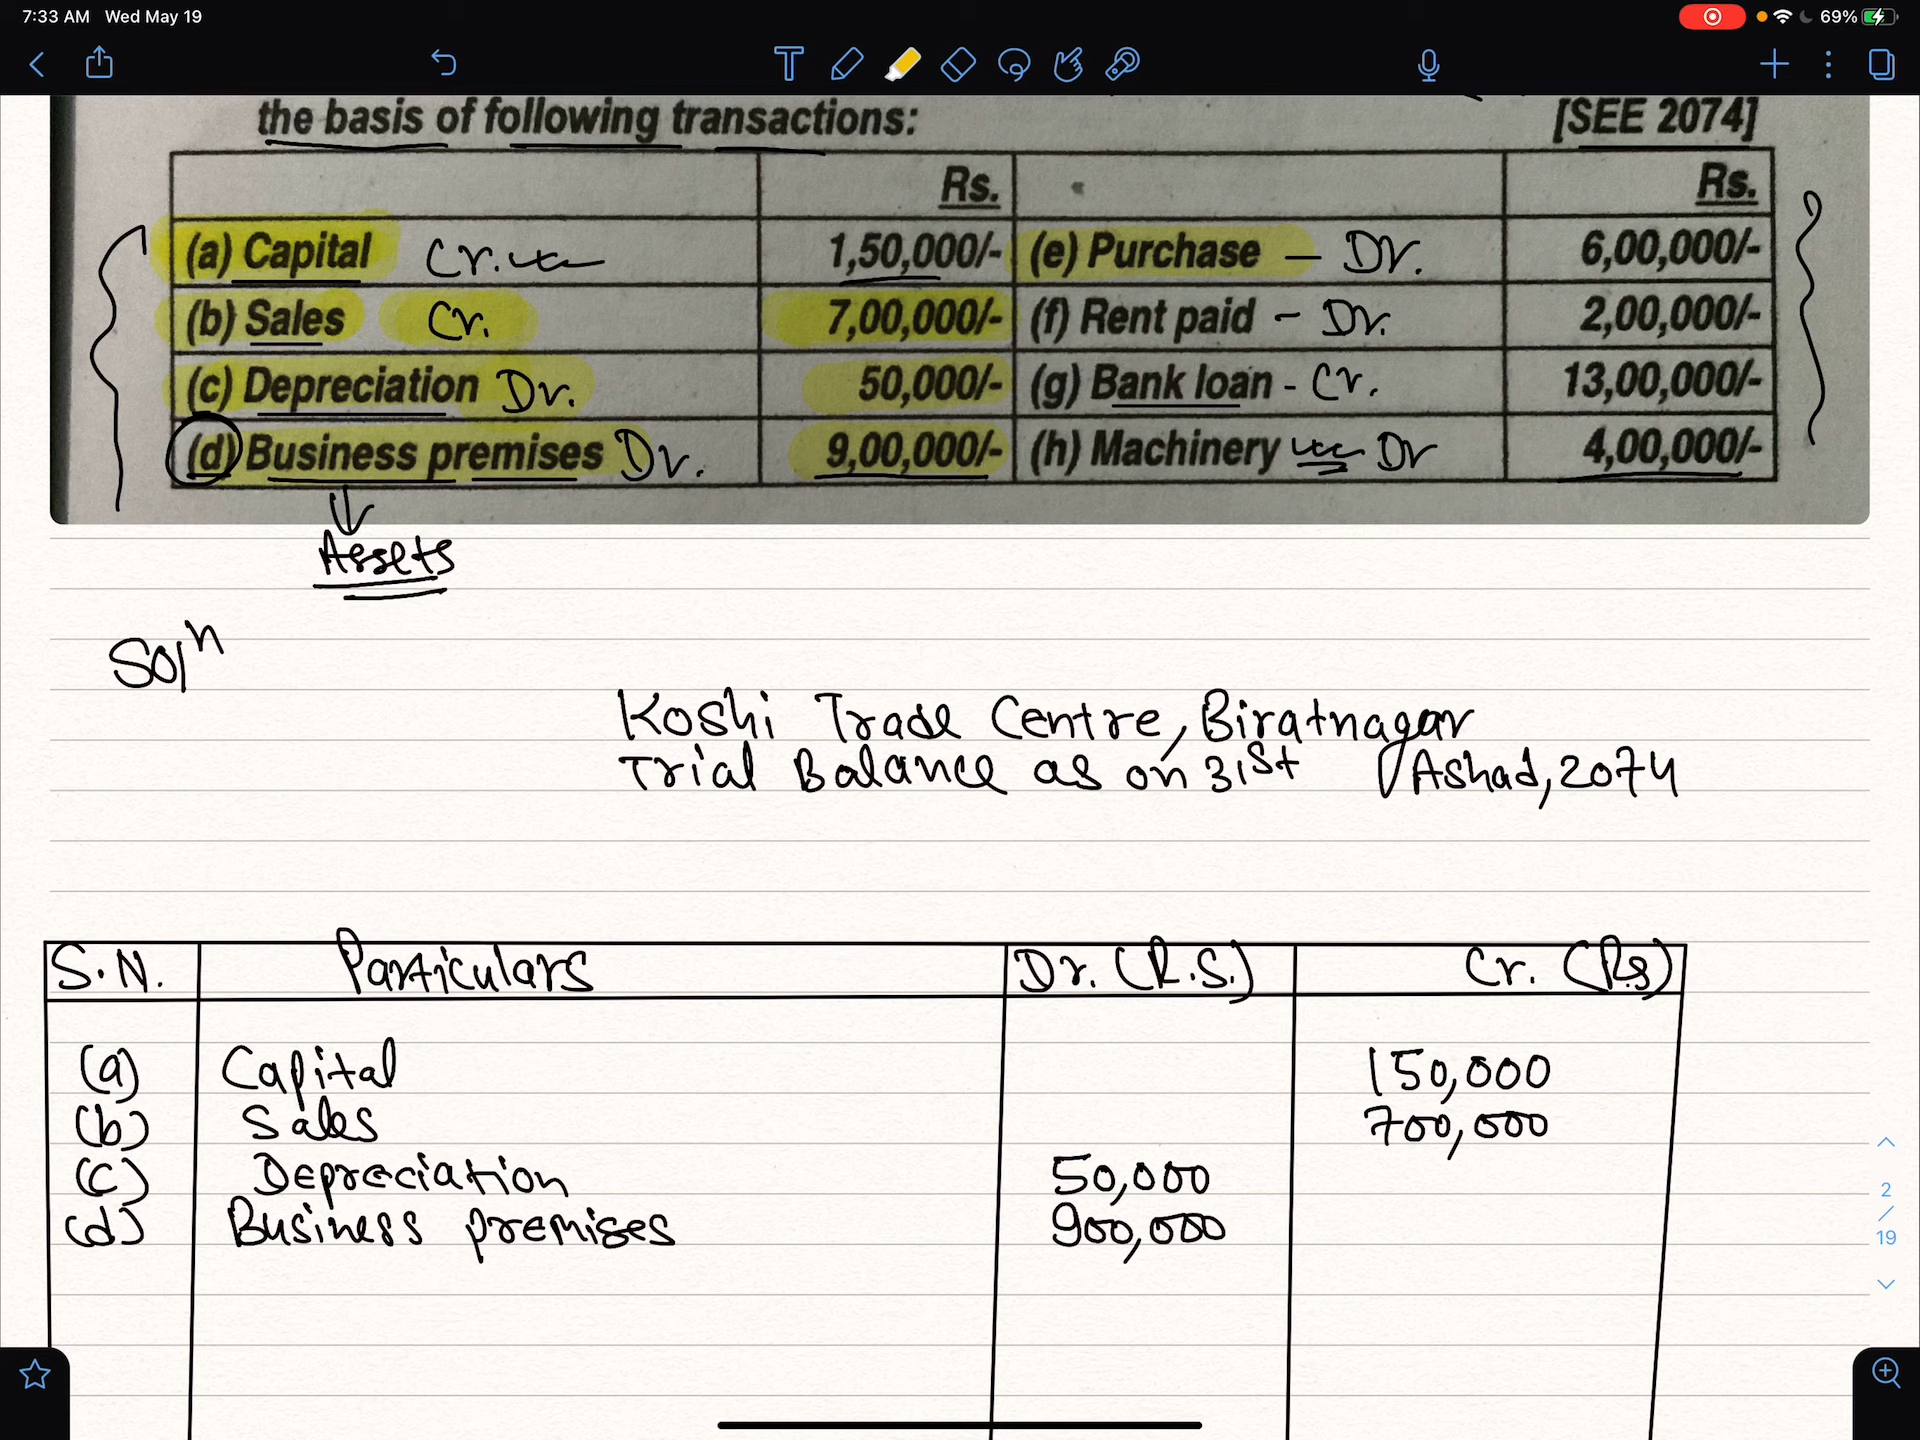 7:33 AM Wed May 19
69%
the basis of following transactions: [SEE 2074]
Rs. Rs.
(a) Capital Cr. 1,50,000/- (e) Purchase – Dr. 6,00,000/-
(b) Sales Cr. 7,00,000/- (f) Rent paid – Dr. 2,00,000/-
(c) Depreciation Dr. 50,000/- (g) Bank loan - Cr. 13,00,000/-
(d) Business premises Dr. 9,00,000/- (h) Machinery Dr 4,00,000/-
Assets
Solⁿ
Koshi Trade Centre, Biratnagar
Trial Balance as on 31st Ashad, 2074
S.N. Particulars Dr. (R.S.) Cr. (Rs)
(a) Capital 150,000
(b) Sales 700,000
(c) Depreciation 50,000
(d) Business premises 900,000
2
/
19